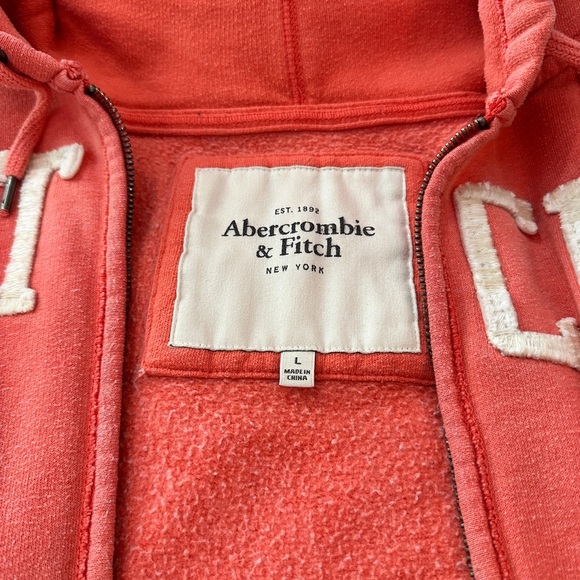 EST. 1892
Abercrombie
& Fitch
NEW YORK
L
MADE IN
CHINA